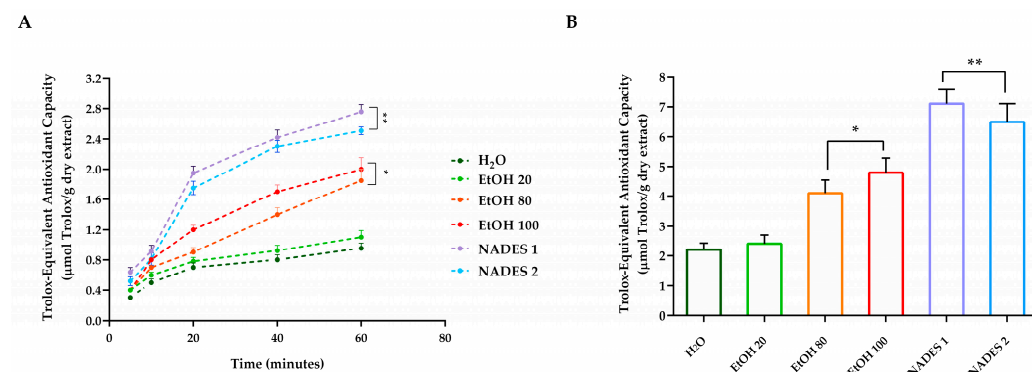 A
Trolox-Equivalent Antioxidant Capacity
(μmol Trolox/g dry extract)
3.2
2.8
2.4
2.0
1.6
1.2
0.8
0.4
0.0
0
20
40
60
80
Time (minutes)
**
*
H2O
EtOH 20
EtOH 80
EtOH 100
NADES 1
NADES 2
B
Trolox-Equivalent Antioxidant Capacity
(μmol Trolox/g dry extract)
8
7
6
5
4
3
2
1
0
*
**
H2O
EtOH 20
EtOH 80
EtOH 100
NADES 1
NADES 2